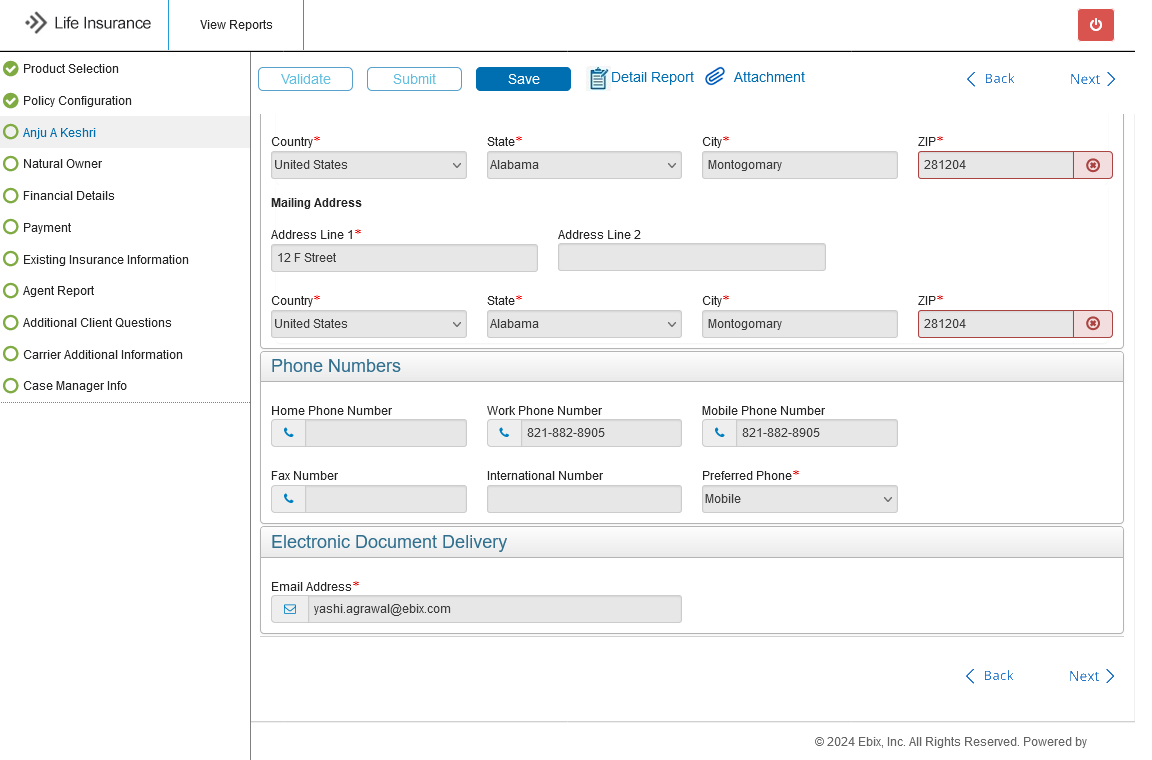 Life Insurance
View Reports
Product Selection
Policy Configuration
Anju A Keshri
Natural Owner
Financial Details
Payment
Existing Insurance Information
Agent Report
Additional Client Questions
Carrier Additional Information
Case Manager Info
Validate Submit Save Detail Report Attachment Back Next
Country* State* City* ZIP*
United States Alabama Montogomary 281204
Mailing Address
Address Line 1* Address Line 2
12 F Street
Country* State* City* ZIP*
United States Alabama Montogomary 281204
Phone Numbers
Home Phone Number Work Phone Number Mobile Phone Number
821-882-8905 821-882-8905
Fax Number International Number Preferred Phone*
Mobile
Electronic Document Delivery
Email Address*
yashi.agrawal@ebix.com
Back Next
© 2024 Ebix, Inc. All Rights Reserved. Powered by